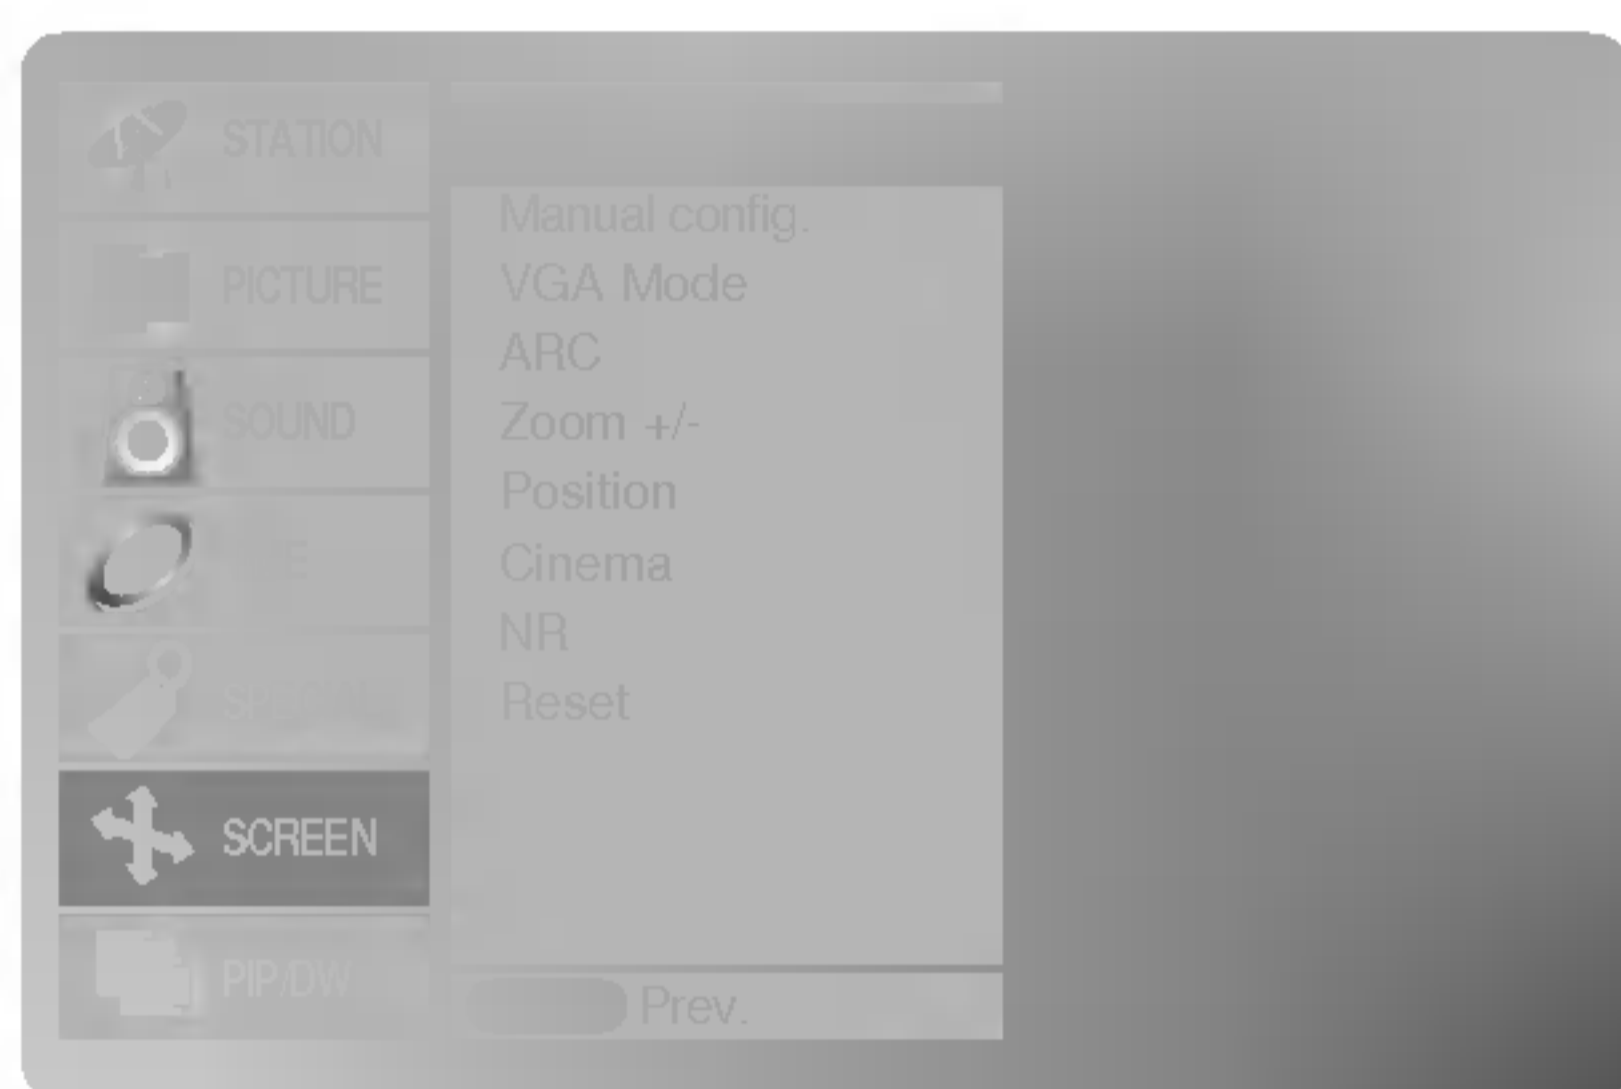 STATION
PICTURE
SOUND
SCREEN
PIP/DW
Manual config.
VGA Mode
ARC
Zoom +/-
Position
Cinema
NR
Reset
Prev.